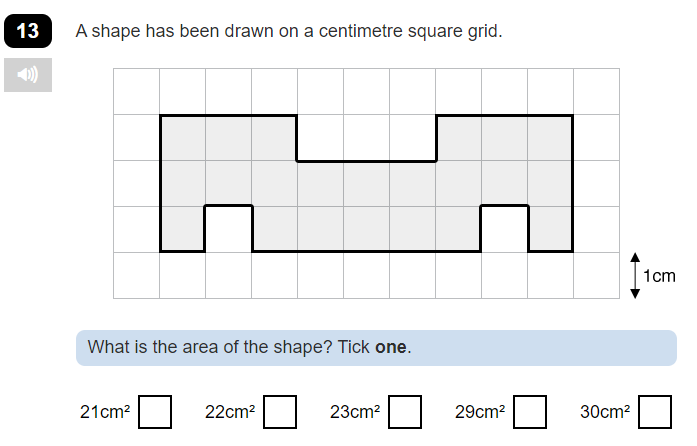 13
A shape has been drawn on a centimetre square grid.
1cm
What is the area of the shape? Tick one.
21cm² 22cm² 23cm² 29cm² 30cm²